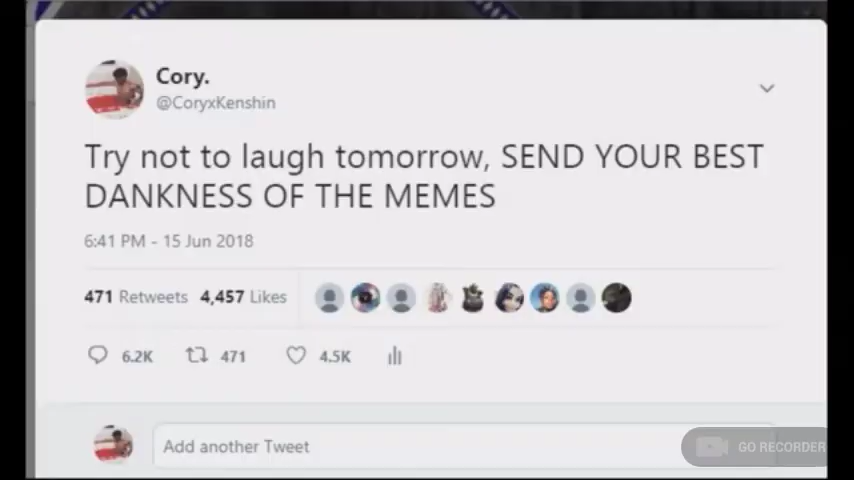 Cory.
@CoryxKenshin
Try not to laugh tomorrow, SEND YOUR BEST
DANKNESS OF THE MEMES
6:41 PM - 15 Jun 2018
471 Retweets 4,457 Likes
6.2K 471 4.5K
Add another Tweet
GO RECORDER